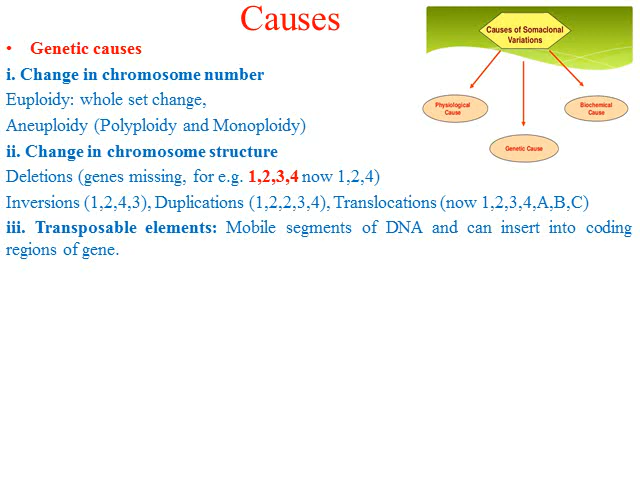 Causes
• Genetic causes
i. Change in chromosome number
Euploidy: whole set change,
Aneuploidy (Polyploidy and Monoploidy)
ii. Change in chromosome structure
Deletions (genes missing, for e.g. 1,2,3,4 now 1,2,4)
Inversions (1,2,4,3), Duplications (1,2,2,3,4), Translocations (now 1,2,3,4,A,B,C)
iii. Transposable elements: Mobile segments of DNA and can insert into coding
regions of gene.
Causes of Somaclonal
Variations
Physiological
Cause
Genetic Cause
Biochemical
Cause